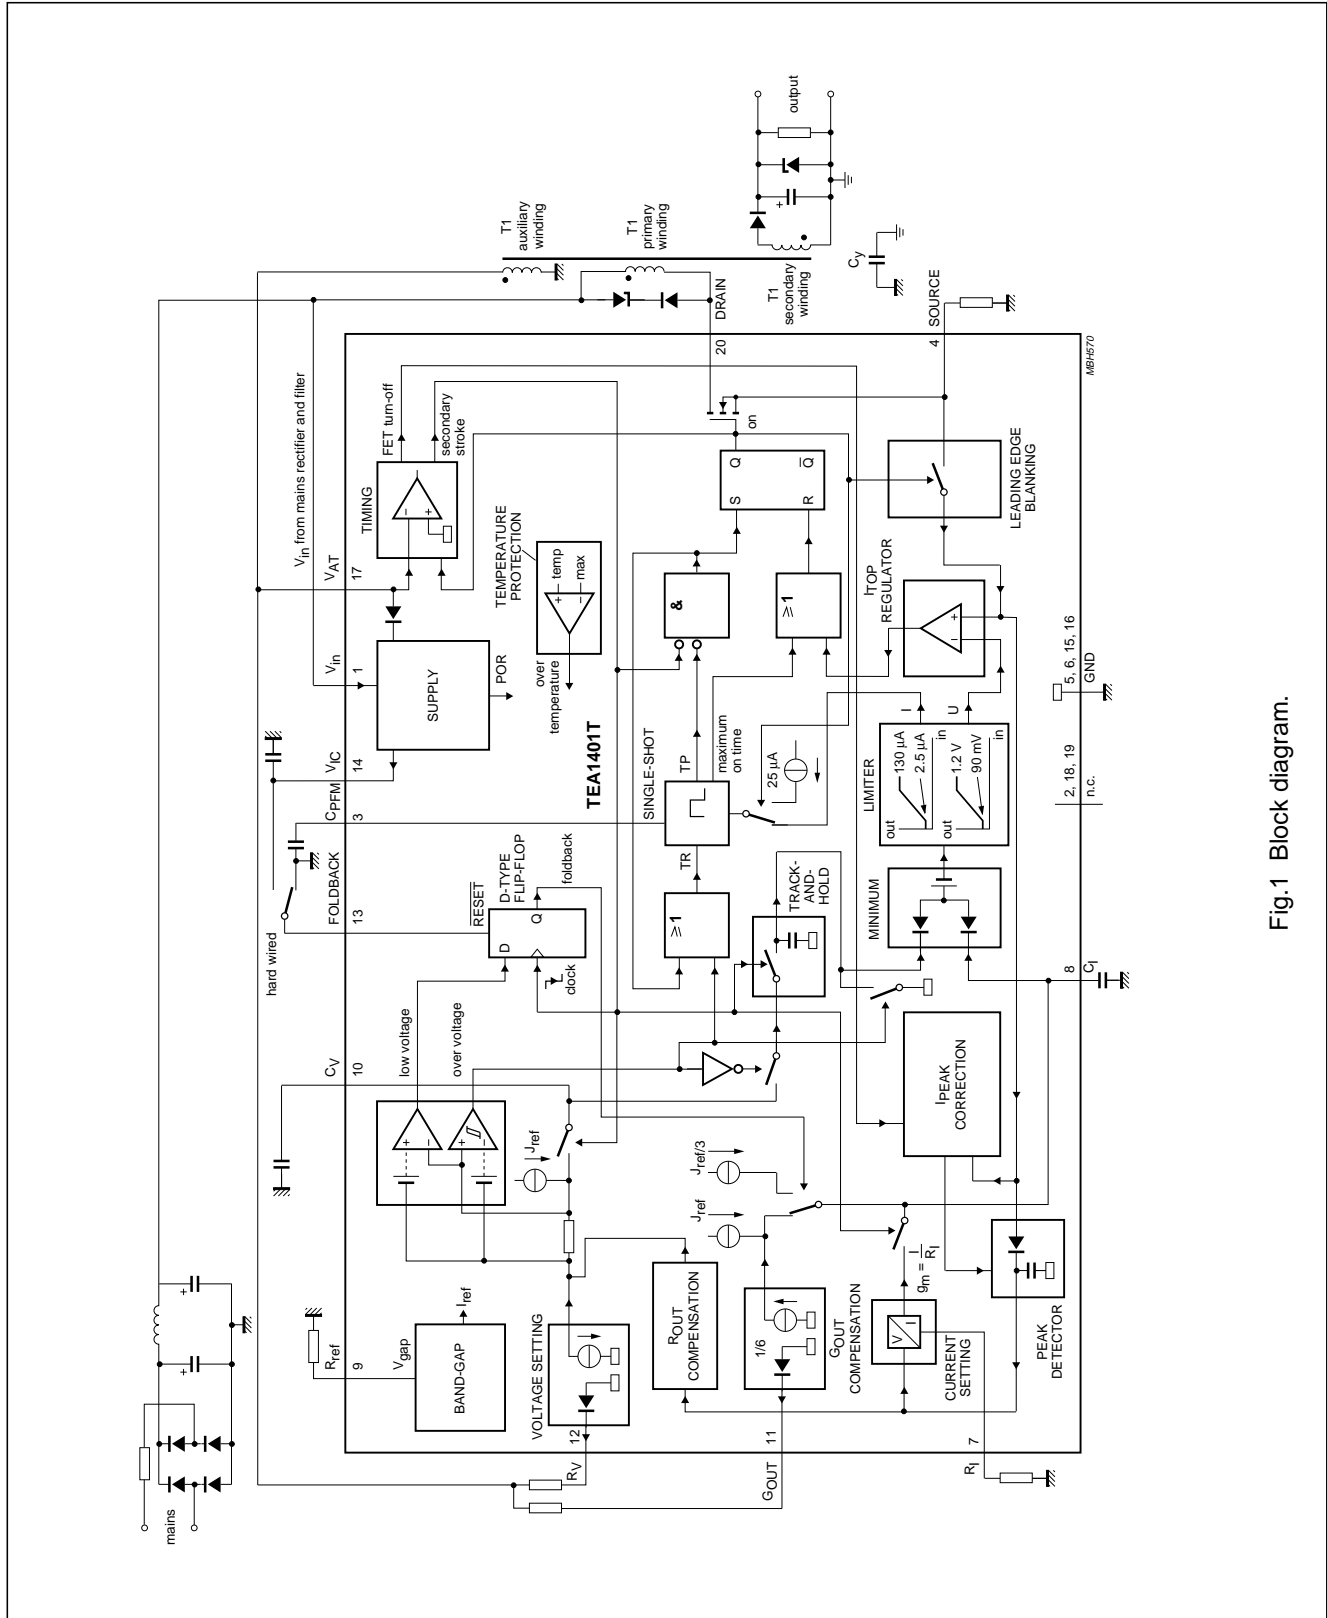 mains
R_ref
9
V_gap
BAND-GAP
I_ref
VOLTAGE SETTING
12
R_V
C_V
10
low voltage
over voltage
J_ref
hard wired
FOLDBACK
13
RESET
D-TYPE
FLIP-FLOP
D
Q
foldback
clock
C_PFM
3
V_IC
14
V_in
1
SUPPLY
POR
V_in from mains rectifier and filter
V_AT
17
TIMING
−
+
FET turn-off
secondary
stroke
TEMPERATURE
PROTECTION
+
temp
−
max
over
temperature
TEA1401T
SINGLE-SHOT
≥1
TR
TP
maximum
on time
25 µA
&
≥1
S
Q
R
Q
on
T1
auxiliary
winding
T1
primary
winding
DRAIN
20
T1
secondary
winding
output
C_y
4
SOURCE
LEADING EDGE
BLANKING
I_TOP
REGULATOR
−
+
LIMITER
out
130 µA
2.5 µA
in
out
1.2 V
90 mV
in
I
U
MINIMUM
TRACK-
AND-
HOLD
8
C_I
2, 18, 19
n.c.
5, 6, 15, 16
GND
I_PEAK
CORRECTION
J_ref
J_ref/3
R_OUT
COMPENSATION
1/6
G_OUT
COMPENSATION
11
G_OUT
V
I
g_m = I/R_I
CURRENT
SETTING
PEAK
DETECTOR
7
R_I
MBH570
Fig.1 Block diagram.